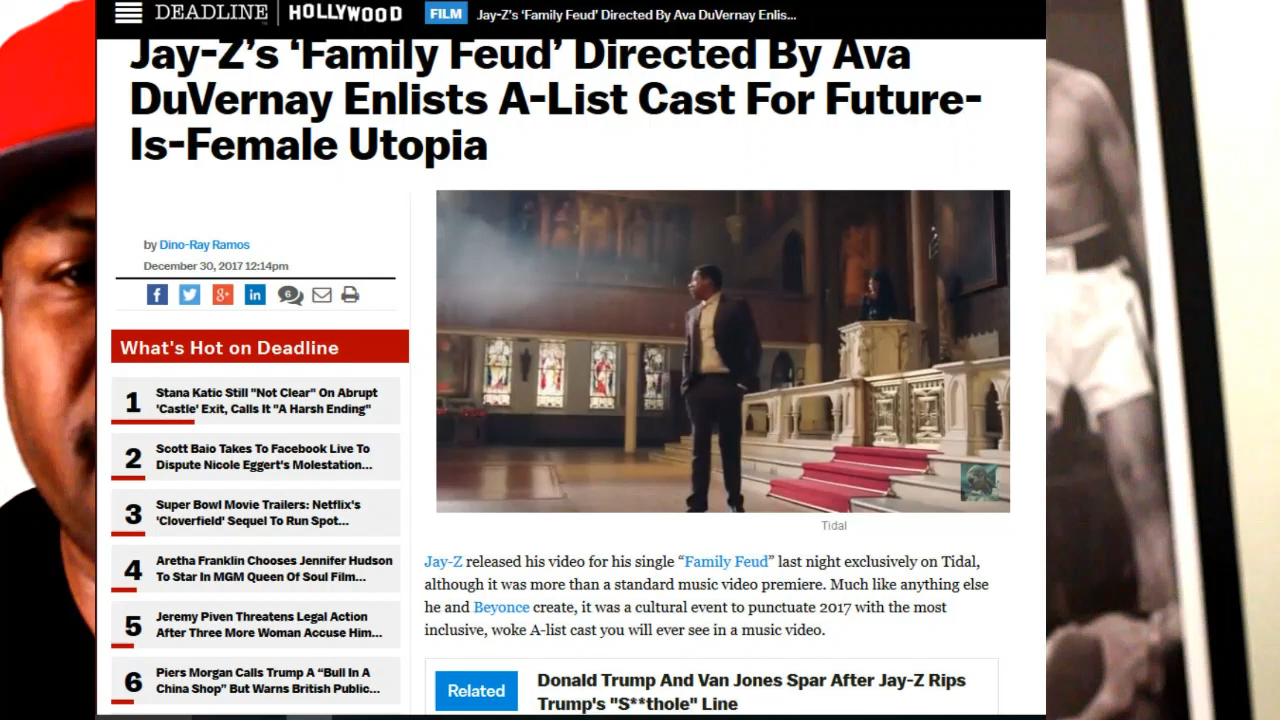 DEADLINE HOLLYWOOD FILM Jay-Z's ‘Family Feud’ Directed By Ava DuVernay Enlis...
Jay-Z’s ‘Family Feud’ Directed By Ava
DuVernay Enlists A-List Cast For Future-
Is-Female Utopia
by Dino-Ray Ramos
December 30, 2017 12:14pm
f g+ in 6
What's Hot on Deadline
1 Stana Katic Still "Not Clear" On Abrupt
'Castle' Exit, Calls It "A Harsh Ending"
2 Scott Baio Takes To Facebook Live To
Dispute Nicole Eggert's Molestation...
3 Super Bowl Movie Trailers: Netflix's
'Cloverfield' Sequel To Run Spot...
4 Aretha Franklin Chooses Jennifer Hudson
To Star In MGM Queen Of Soul Film...
5 Jeremy Piven Threatens Legal Action
After Three More Woman Accuse Him...
6 Piers Morgan Calls Trump A “Bull In A
China Shop” But Warns British Public...
Tidal
Jay-Z released his video for his single “Family Feud” last night exclusively on Tidal,
although it was more than a standard music video premiere. Much like anything else
he and Beyonce create, it was a cultural event to punctuate 2017 with the most
inclusive, woke A-list cast you will ever see in a music video.
Related
Donald Trump And Van Jones Spar After Jay-Z Rips
Trump's "S**thole" Line